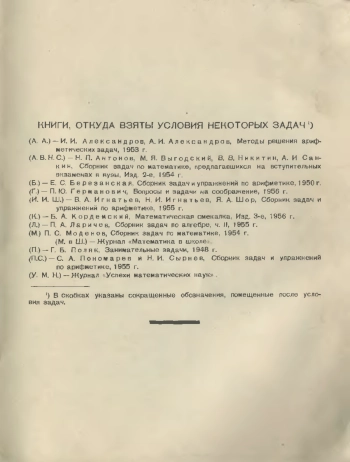 КНИГИ, ОТКУДА ВЗЯТЫ УСЛОВИЯ НЕКОТОРЫХ ЗАДАЧ ¹)
(А. А.) — И. И. Александров, А. И. Александров, Методы решения ариф-
метических задач, 1953 г.
(А. В. Н. С.) — Н. П. Антонов, М. Я. Выгодский, В. В. Никитин, А. И. Сан-
кин. Сборник задач по математике, предлагавшихся на вступительных
экзаменах в вузы, Изд. 2-е, 1954 г.
(Б.) — Е. С. Березанская, Сборник задач и упражнений по арифметике, 1950 г.
(Г.) — П. Ю. Германович, Вопросы и задачи на соображение, 1956 г.
(И. И. Ш.) — В. А. Игнатьев, Н. И. Игнатьев, Я. А. Шор, Сборник задач и
упражнений по арифметике, 1955 г.
(К.) — Б. А. Кордемский, Математическая смекалка, Изд. 3-е, 1956 г.
(Л.) — П. А. Ларичев, Сборник задач по алгебре, ч. II, 1955 г.
(М.) П. С. Моденов, Сборник задач по математике, 1954 г.
(М. в Ш.) — Журнал «Математика в школе».
(П.) — Г. Б. Поляк, Занимательные задачи, 1948 г.
(П.С.) — С. А. Пономарев и Н. И. Сырнев, Сборник задач и упражнений
по арифметике, 1955 г.
(У. М. Н.) — Журнал «Успехи математических наук».
¹) В скобках указаны сокращенные обозначения, помещенные после усло-
вия задач.